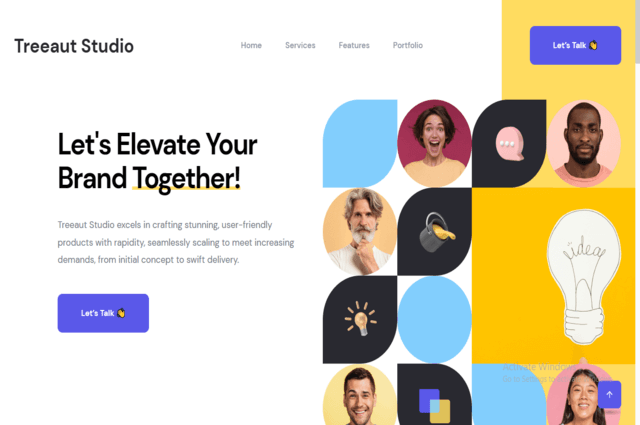 Treeaut Studio
Home Services Features Portfolio
Let's Talk
Let's Elevate Your
Brand Together!
Treeaut Studio excels in crafting stunning, user-friendly
products with rapidity, seamlessly scaling to meet increasing
demands, from initial concept to swift delivery.
Let's Talk
idea
Activate Windows
Go to Settings to